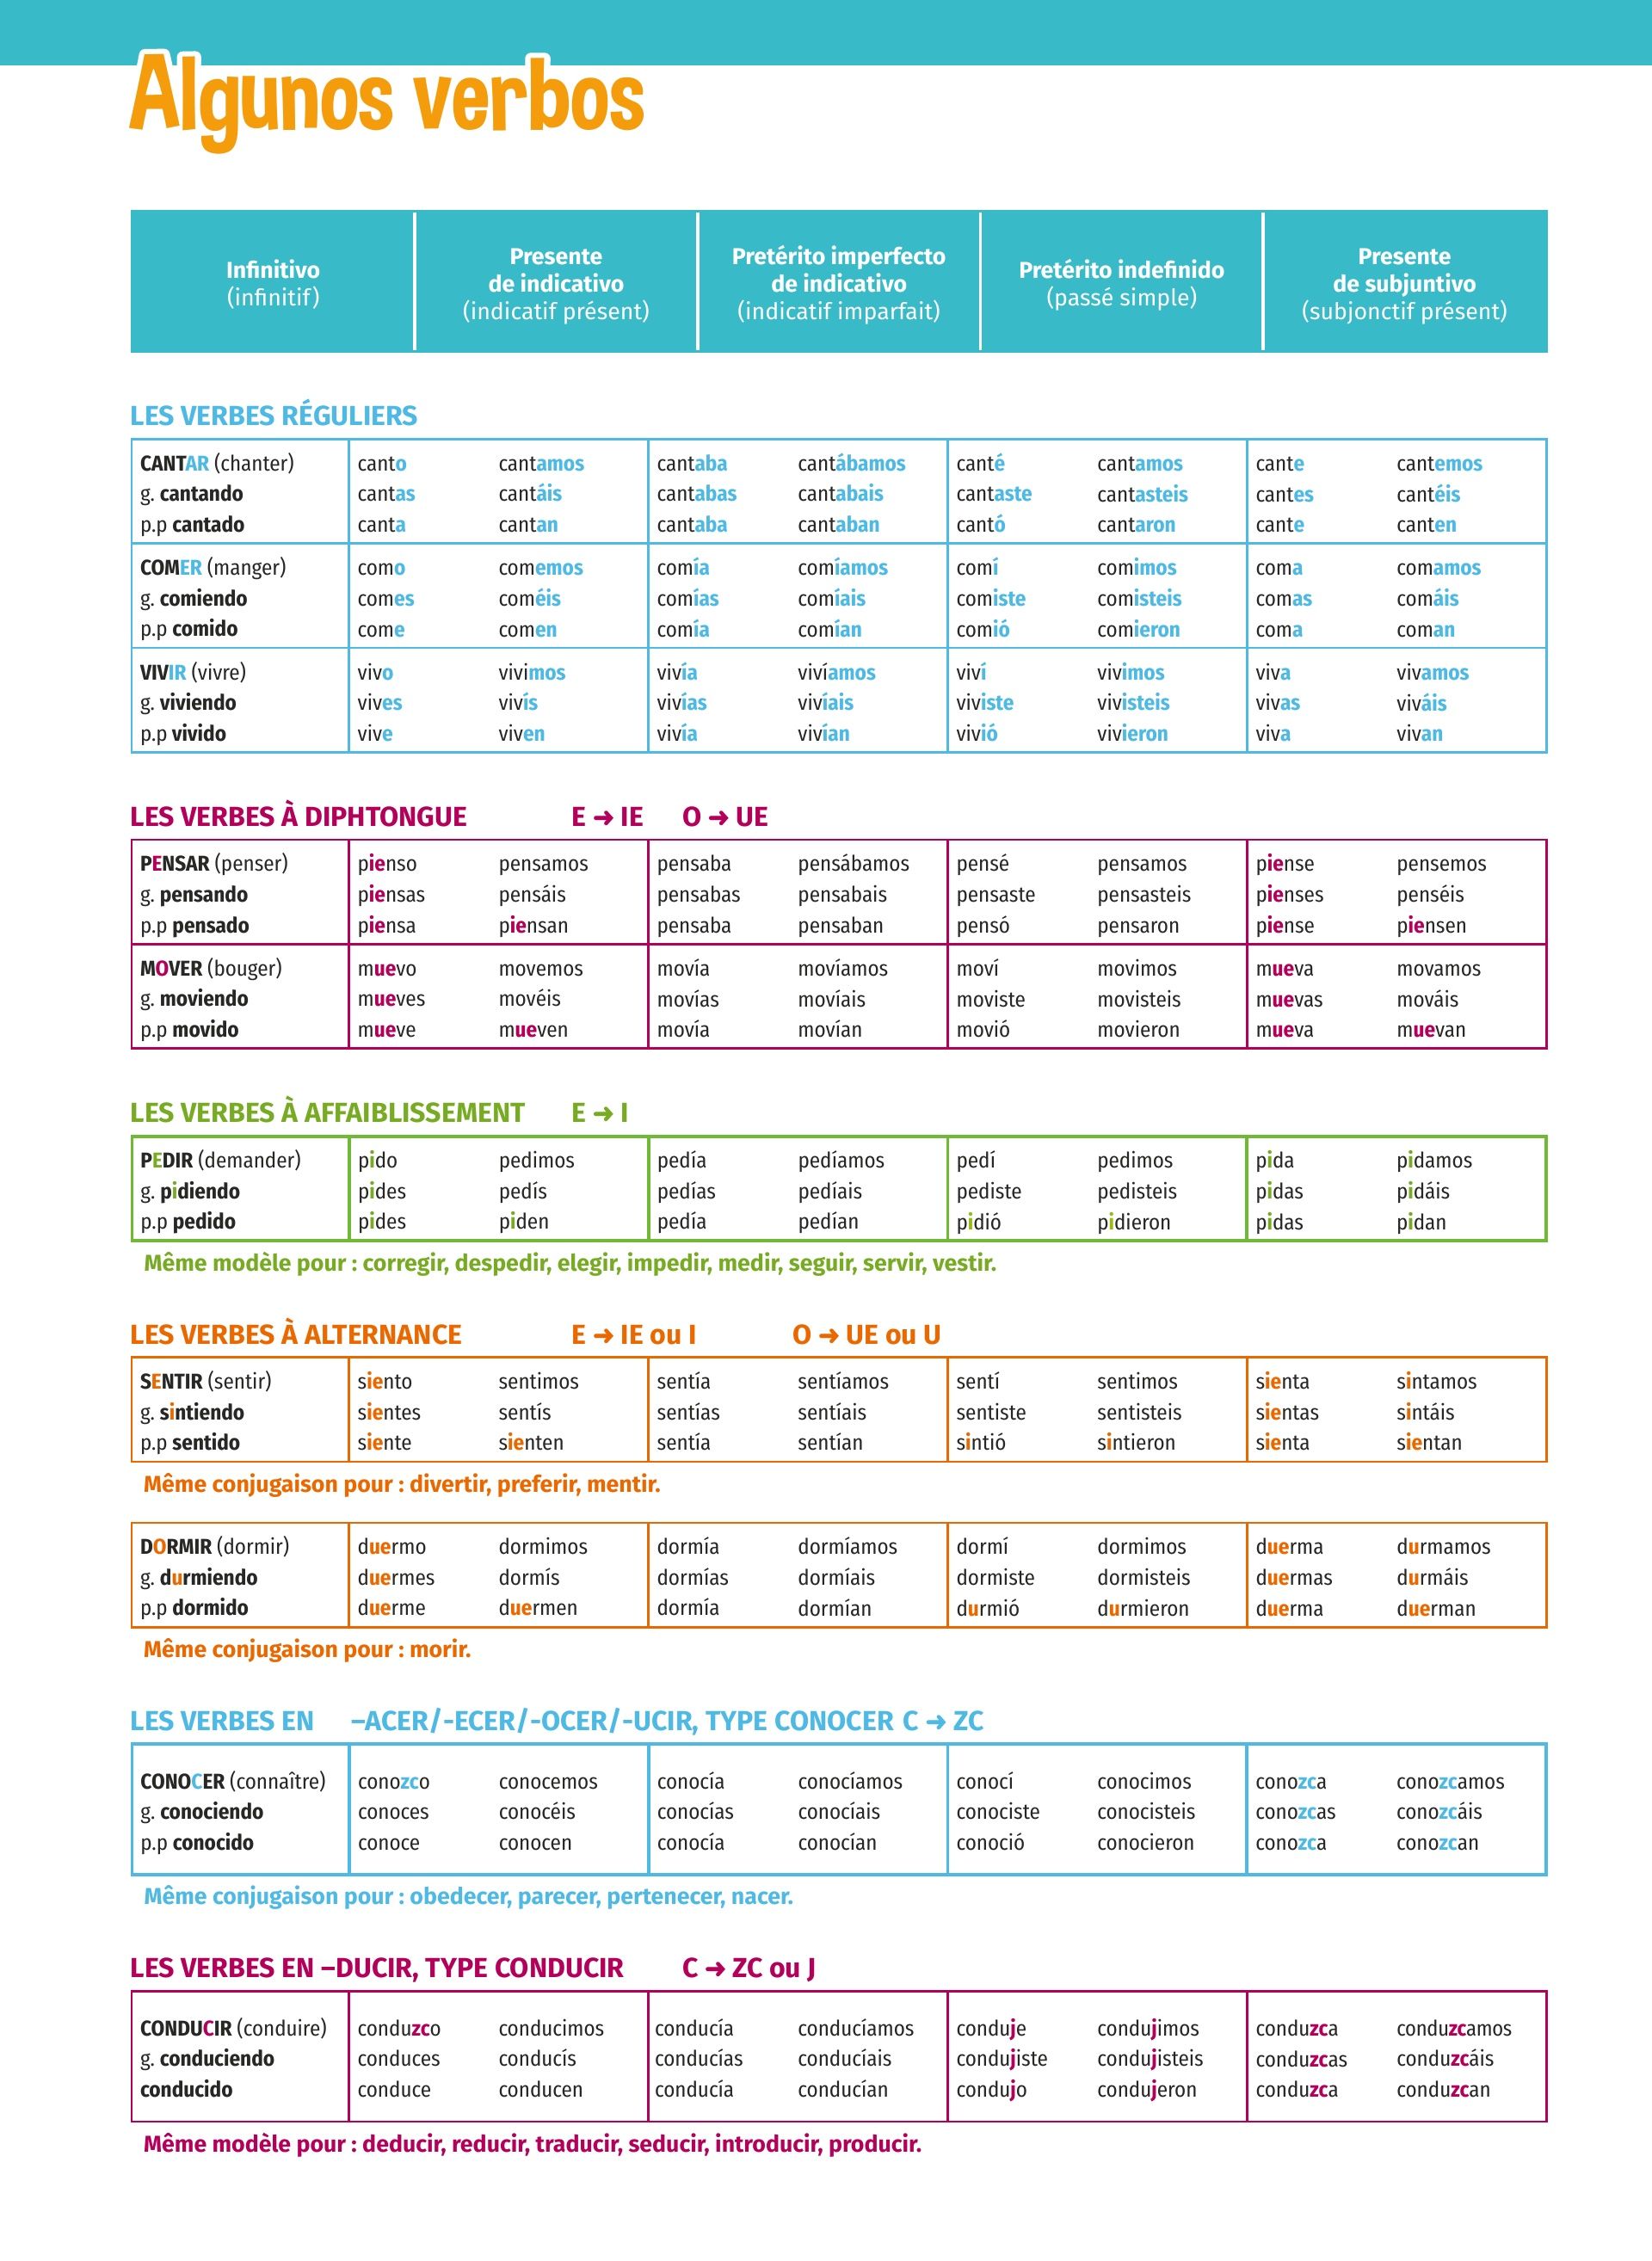 Algunos verbos
Infinitivo
(infinitif)
Presente
de indicativo
(indicatif présent)
Pretérito imperfecto
de indicativo
(indicatif imparfait)
Pretérito indefinido
(passé simple)
Presente
de subjuntivo
(subjonctif présent)
LES VERBES RÉGULIERS
CANTAR (chanter) canto cantamos cantaba cantábamos canté cantamos cante cantemos
g. cantando cantas cantáis cantabas cantabais cantaste cantasteis cantes cantéis
p.p cantado canta cantan cantaba cantaban cantó cantaron cante canten
COMER (manger) como comemos comía comíamos comí comimos coma comamos
g. comiendo comes coméis comías comíais comiste comisteis comas comáis
p.p comido come comen comía comían comió comieron coma coman
VIVIR (vivre) vivo vivimos vivía vivíamos viví vivimos viva vivamos
g. viviendo vives vivís vivías vivíais viviste vivisteis vivas viváis
p.p vivido vive viven vivía vivían vivió vivieron viva vivan
LES VERBES À DIPHTONGUE E ➜ IE O ➜ UE
PENSAR (penser) pienso pensamos pensaba pensábamos pensé pensamos piense pensemos
g. pensando piensas pensáis pensabas pensabais pensaste pensasteis pienses penséis
p.p pensado piensa piensan pensaba pensaban pensó pensaron piense piensen
MOVER (bouger) muevo movemos movía movíamos moví movimos mueva movamos
g. moviendo mueves movéis movías movíais moviste movisteis muevas mováis
p.p movido mueve mueven movía movían movió movieron mueva muevan
LES VERBES À AFFAIBLISSEMENT E ➜ I
PEDIR (demander) pido pedimos pedía pedíamos pedí pedimos pida pidamos
g. pidiendo pides pedís pedías pedíais pediste pedisteis pidas pidáis
p.p pedido pides piden pedía pedían pidió pidieron pidas pidan
Même modèle pour : corregir, despedir, elegir, impedir, medir, seguir, servir, vestir.
LES VERBES À ALTERNANCE E ➜ IE ou I O ➜ UE ou U
SENTIR (sentir) siento sentimos sentía sentíamos sentí sentimos sienta sintamos
g. sintiendo sientes sentís sentías sentíais sentiste sentisteis sientas sintáis
p.p sentido siente sienten sentía sentían sintió sintieron sienta sientan
Même conjugaison pour : divertir, preferir, mentir.
DORMIR (dormir) duermo dormimos dormía dormíamos dormí dormimos duerma durmamos
g. durmiendo duermes dormís dormías dormíais dormiste dormisteis duermas durmáis
p.p dormido duerme duermen dormía dormían durmió durmieron duerma duerman
Même conjugaison pour : morir.
LES VERBES EN –ACER/-ECER/-OCER/-UCIR, TYPE CONOCER C ➜ ZC
CONOCER (connaître) conozco conocemos conocía conocíamos conocí conocimos conozca conozcamos
g. conociendo conoces conocéis conocías conocíais conociste conocisteis conozcas conozcáis
p.p conocido conoce conocen conocía conocían conoció conocieron conozca conozcan
Même conjugaison pour : obedecer, parecer, pertenecer, nacer.
LES VERBES EN –DUCIR, TYPE CONDUCIR C ➜ ZC ou J
CONDUCIR (conduire) conduzco conducimos conducía conducíamos conduje condujimos conduzca conduzcamos
g. conduciendo conduces conducís conducías conducíais condujiste condujisteis conduzcas conduzcáis
conducido conduce conducen conducía conducían condujo condujeron conduzca conduzcan
Même modèle pour : deducir, reducir, traducir, seducir, introducir, producir.